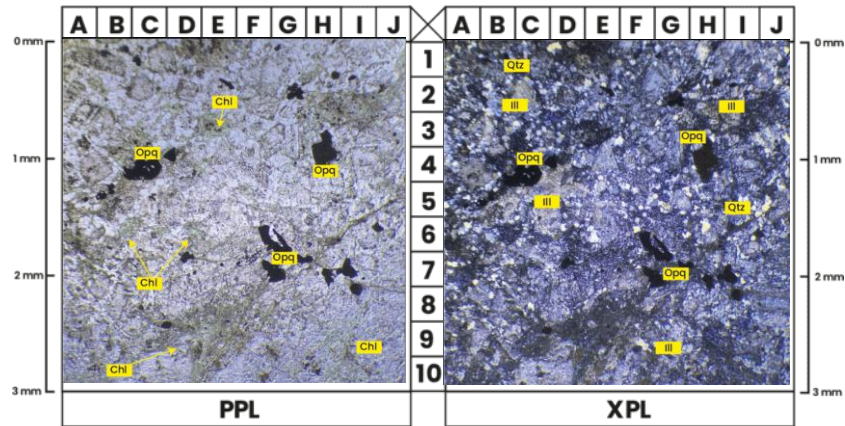 A B C D E F G H I J A B C D E F G H I J
0 mm 1 0 mm
Qtz
2
Chl Ill Ill
3
Opq Opq Opq
1 mm 4 1 mm
Opq
Ill Qtz
5
6
Opq Opq
2 mm 7 2 mm
Chl
8
Chl Ill
9
Chl
10
3 mm 3 mm
PPL XPL